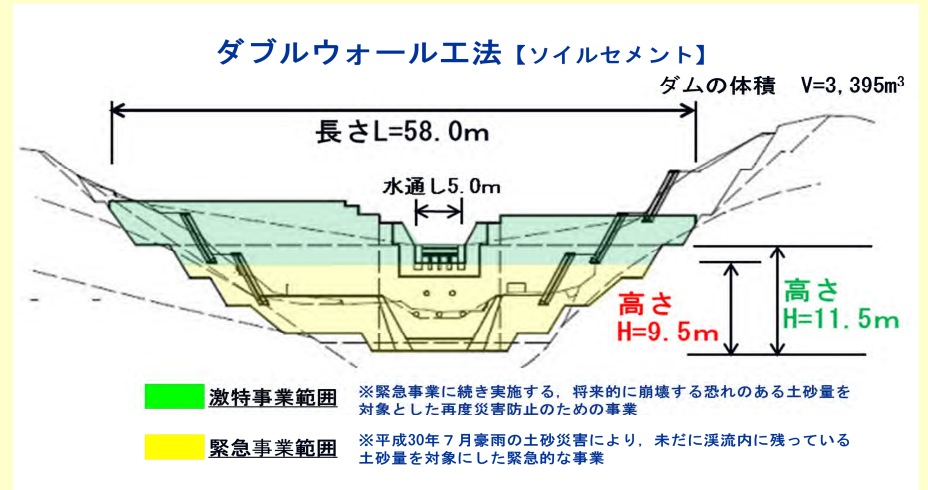 ダブルウォール工法【ソイルセメント】
ダムの体積　V=3,395m³
長さL=58.0m
水通し5.0m
高さ
H=9.5m
高さ
H=11.5m
激特事業範囲
※緊急事業に続き実施する，将来的に崩壊する恐れのある土砂量を
対象とした再度災害防止のための事業
緊急事業範囲
※平成30年７月豪雨の土砂災害により，未だに渓流内に残っている
土砂量を対象にした緊急的な事業